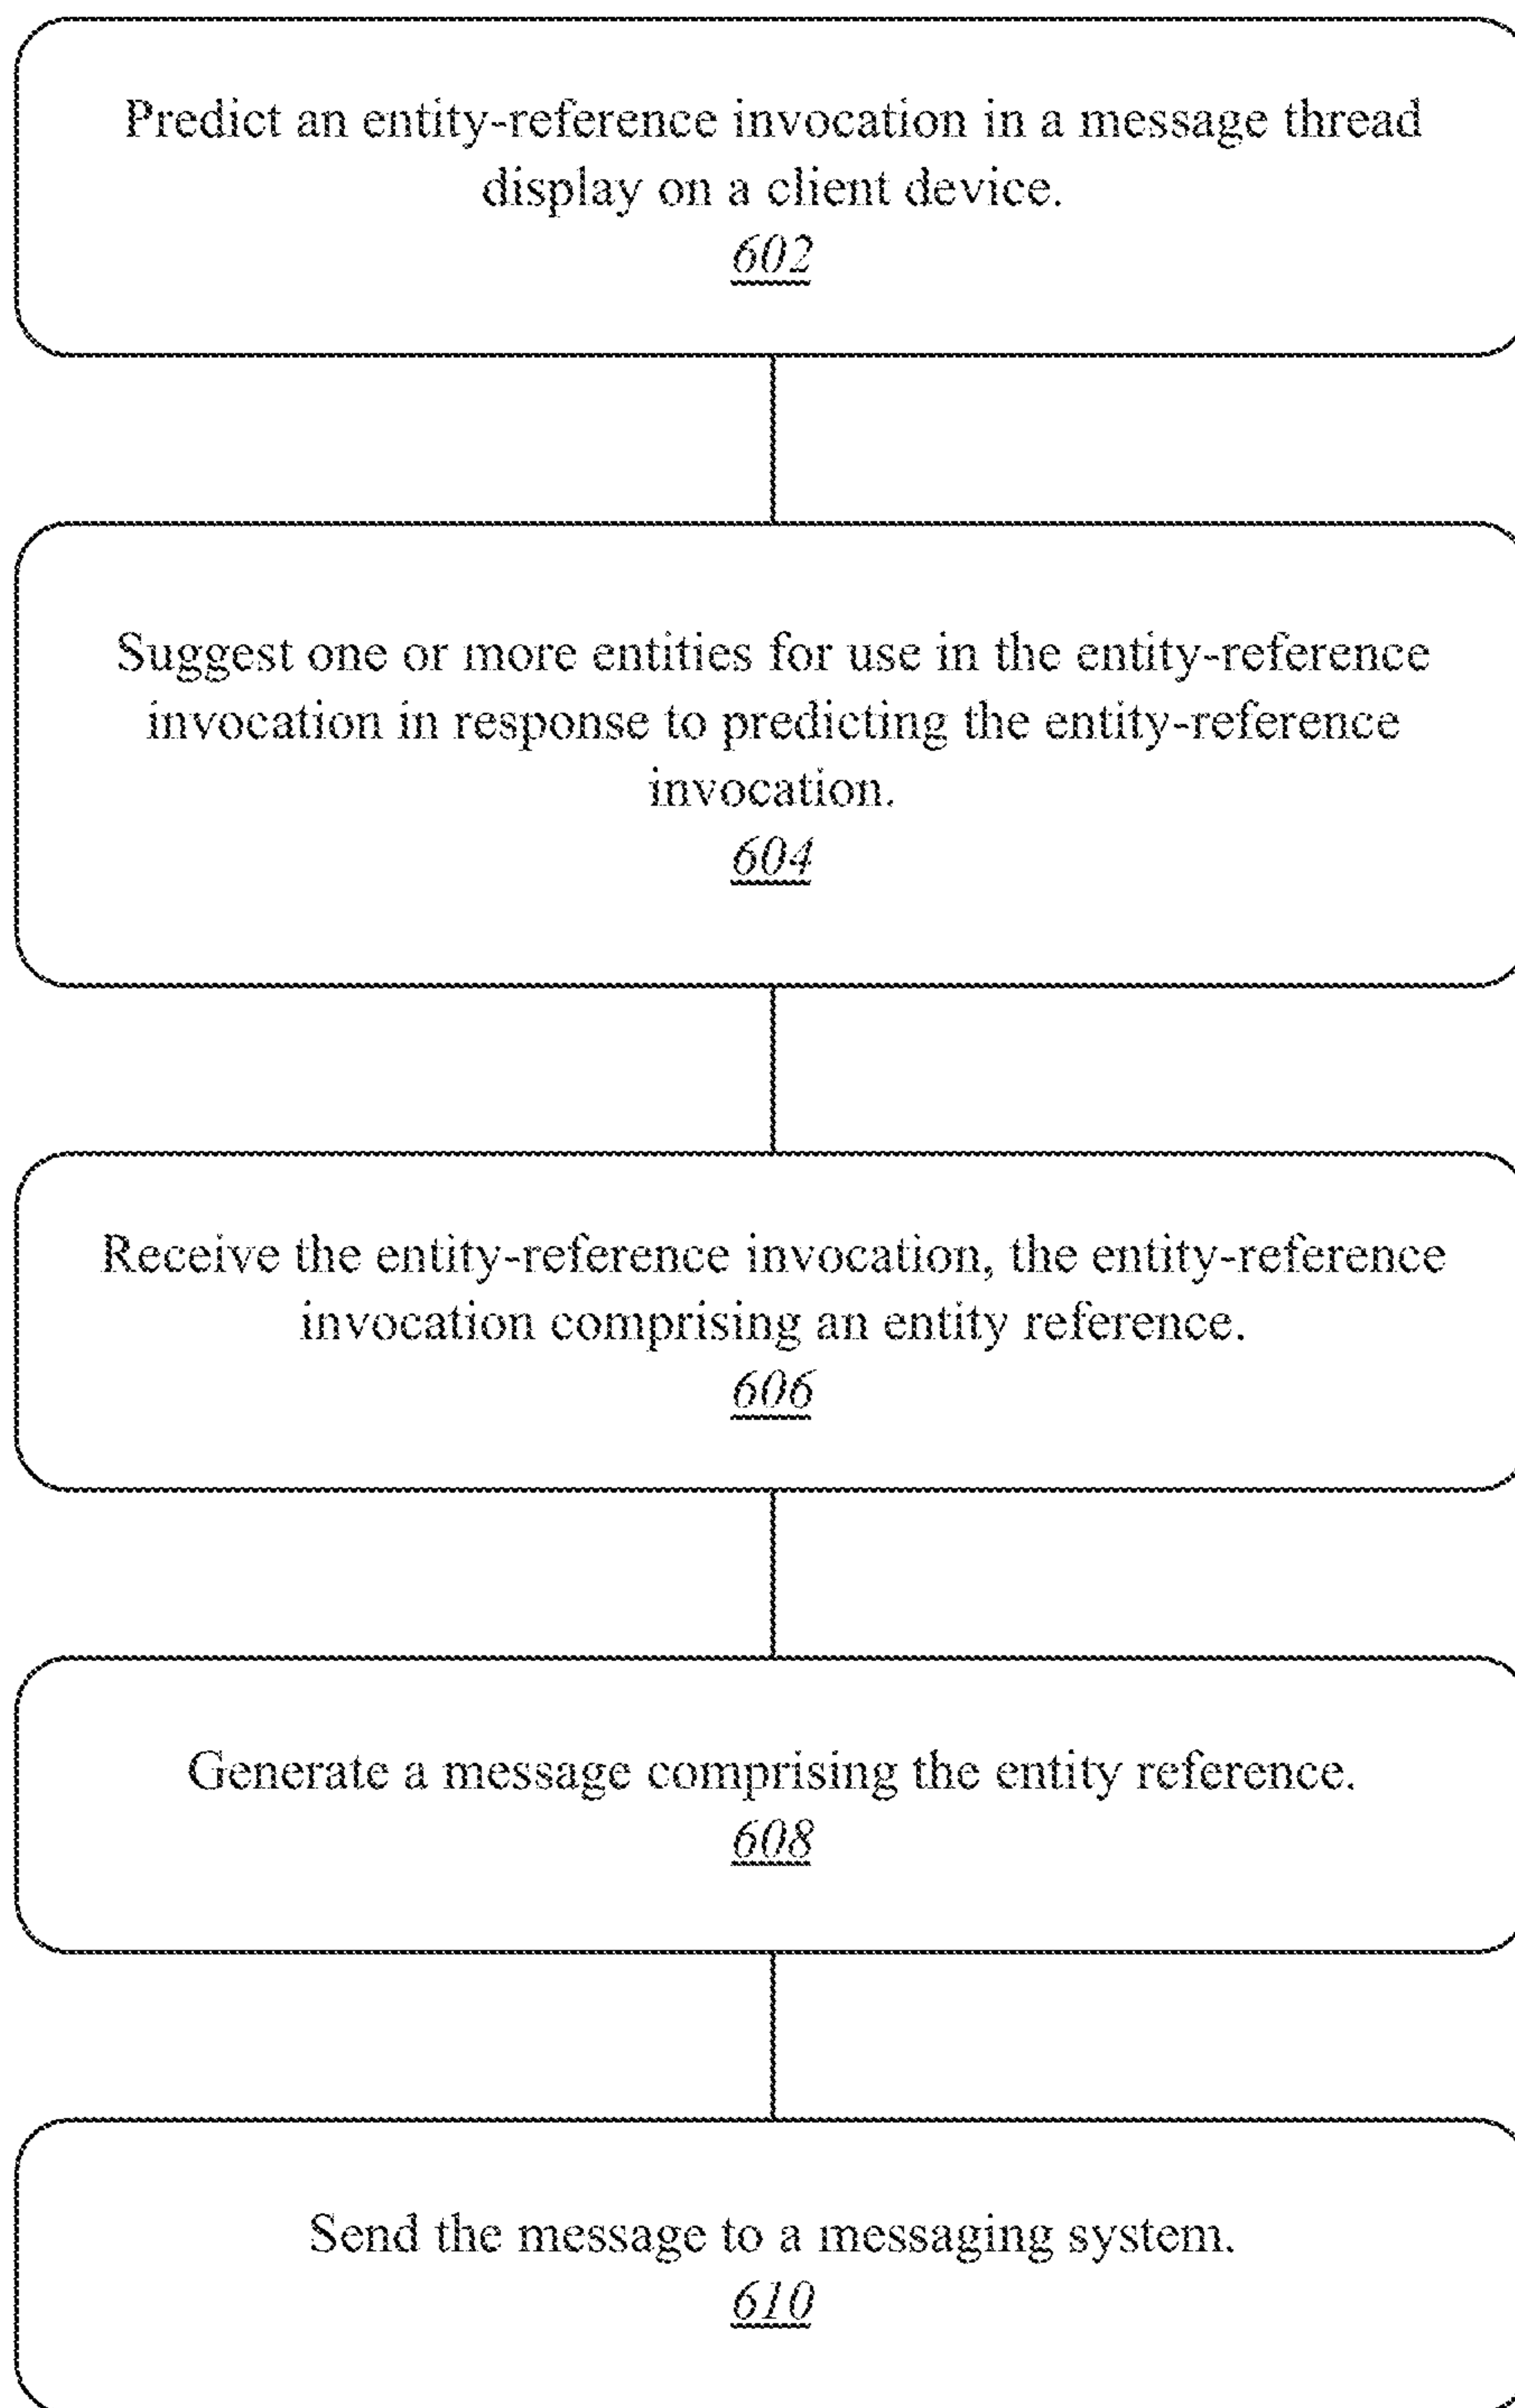 Predict an entity-reference invocation in a message thread
display on a client device.
602
Suggest one or more entities for use in the entity-reference
invocation in response to predicting the entity-reference
invocation.
604
Receive the entity-reference invocation, the entity-reference
invocation comprising an entity reference.
606
Generate a message comprising the entity reference.
608
Send the message to a messaging system.
610